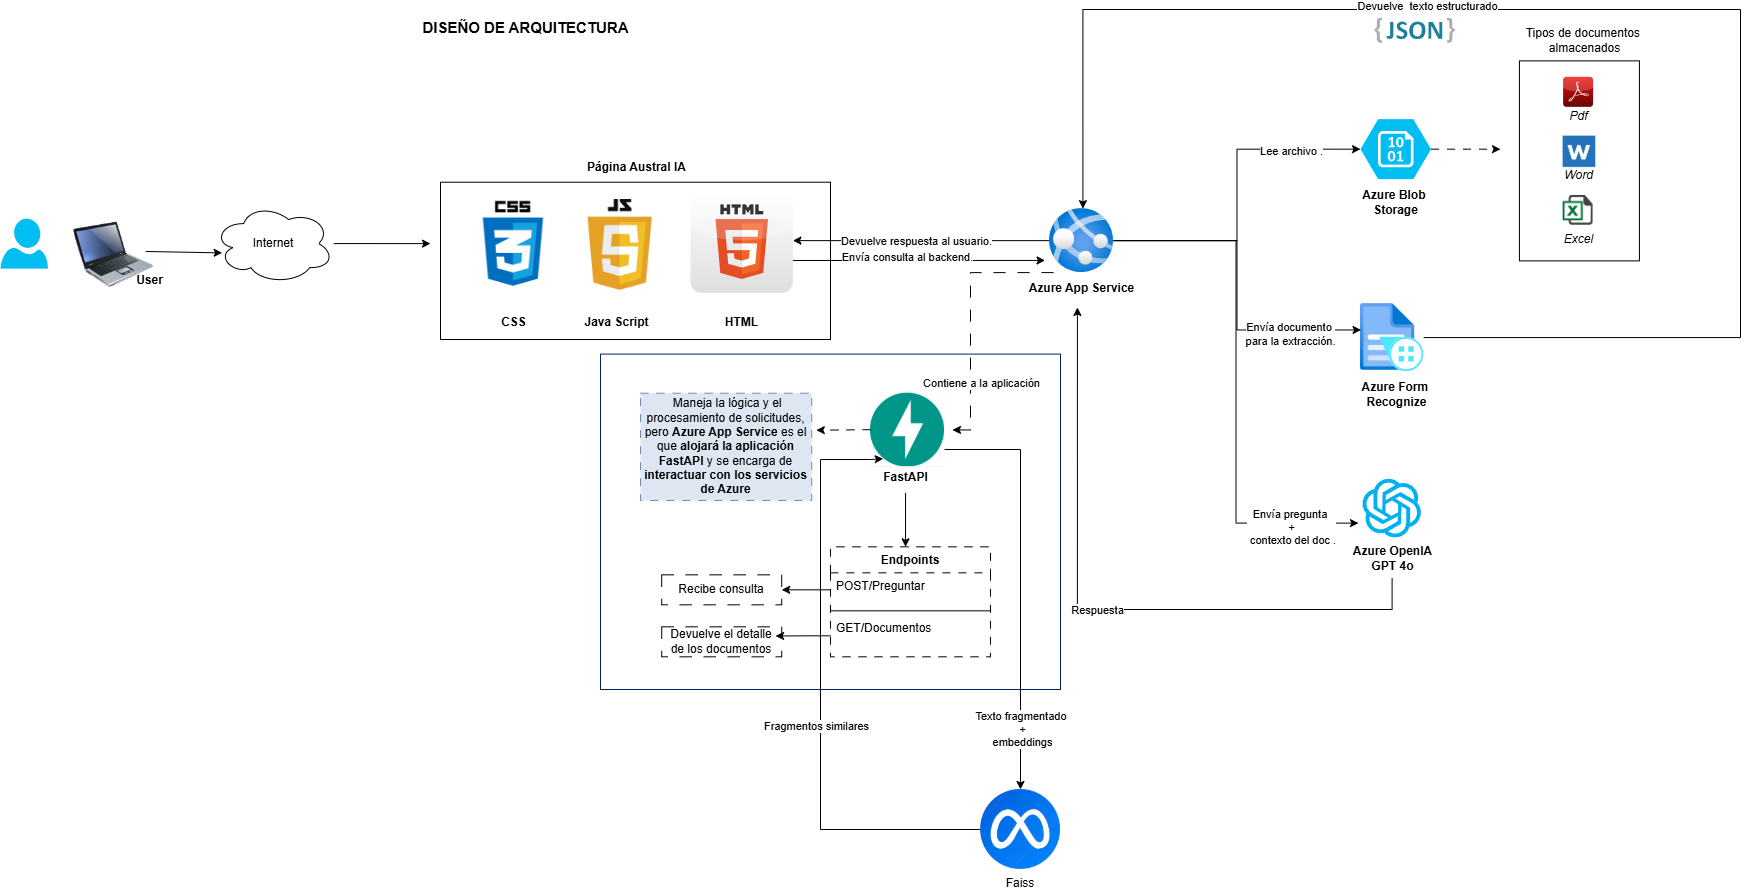 DISEÑO DE ARQUITECTURA
Devuelve  texto estructurado
{JSON}
Tipos de documentos
almacenados
Pdf
Word
Excel
W
X
10
01
Lee archivo .
Azure Blob
Storage
Página Austral IA
CSS
JS
HTML
3
5
5
CSS
Java Script
HTML
User
Internet
Devuelve respuesta al usuario.
Envía consulta al backend.
Azure App Service
Envía documento
para la extracción.
Azure Form
Recognize
Contiene a la aplicación
Maneja la lógica y el
procesamiento de solicitudes,
pero Azure App Service es el
que alojará la aplicación
FastAPI y se encarga de
interactuar con los servicios
de Azure
FastAPI
Envía pregunta
+
contexto del doc .
Azure OpenIA
GPT 4o
Endpoints
POST/Preguntar
GET/Documentos
Recibe consulta
Devuelve el detalle
de los documentos
Respuesta
Fragmentos similares
Texto fragmentado
+
embeddings
Faiss